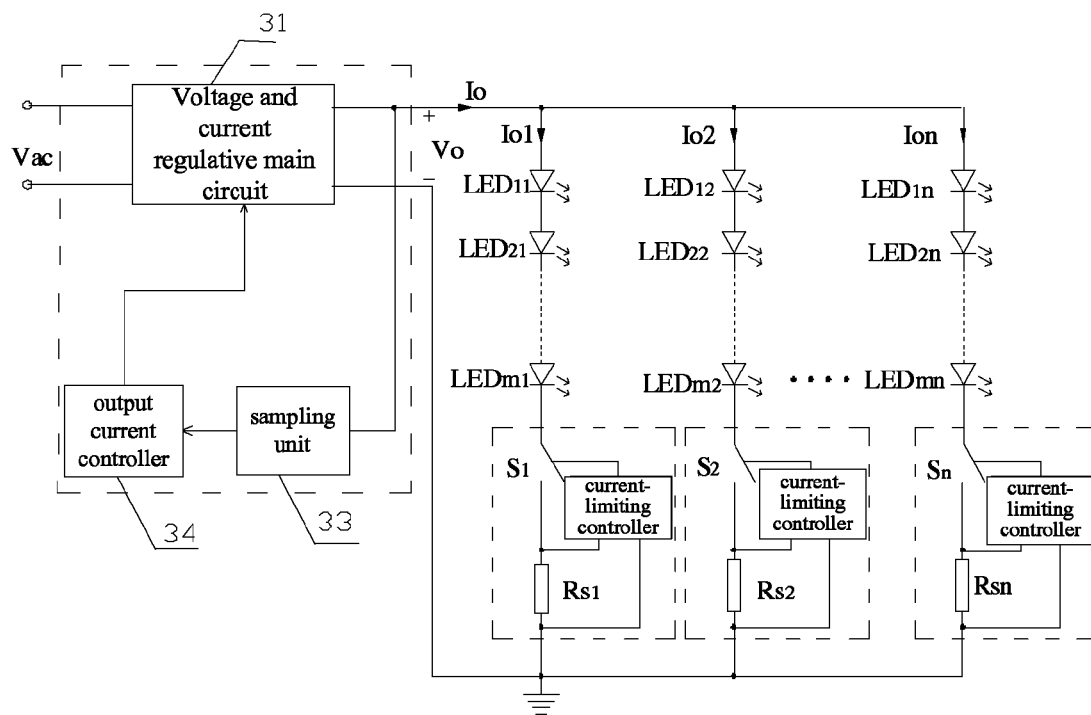 31
Voltage and
current
regulative main
circuit
Vac
+
Vo
−
Io
Io1
Io2
Ion
LED11
LED12
LED1n
LED21
LED22
LED2n
LEDm1
LEDm2
LEDmn
output
current
controller
sampling
unit
34
33
S1
current-
limiting
controller
Rs1
S2
current-
limiting
controller
Rs2
Sn
current-
limiting
controller
Rsn